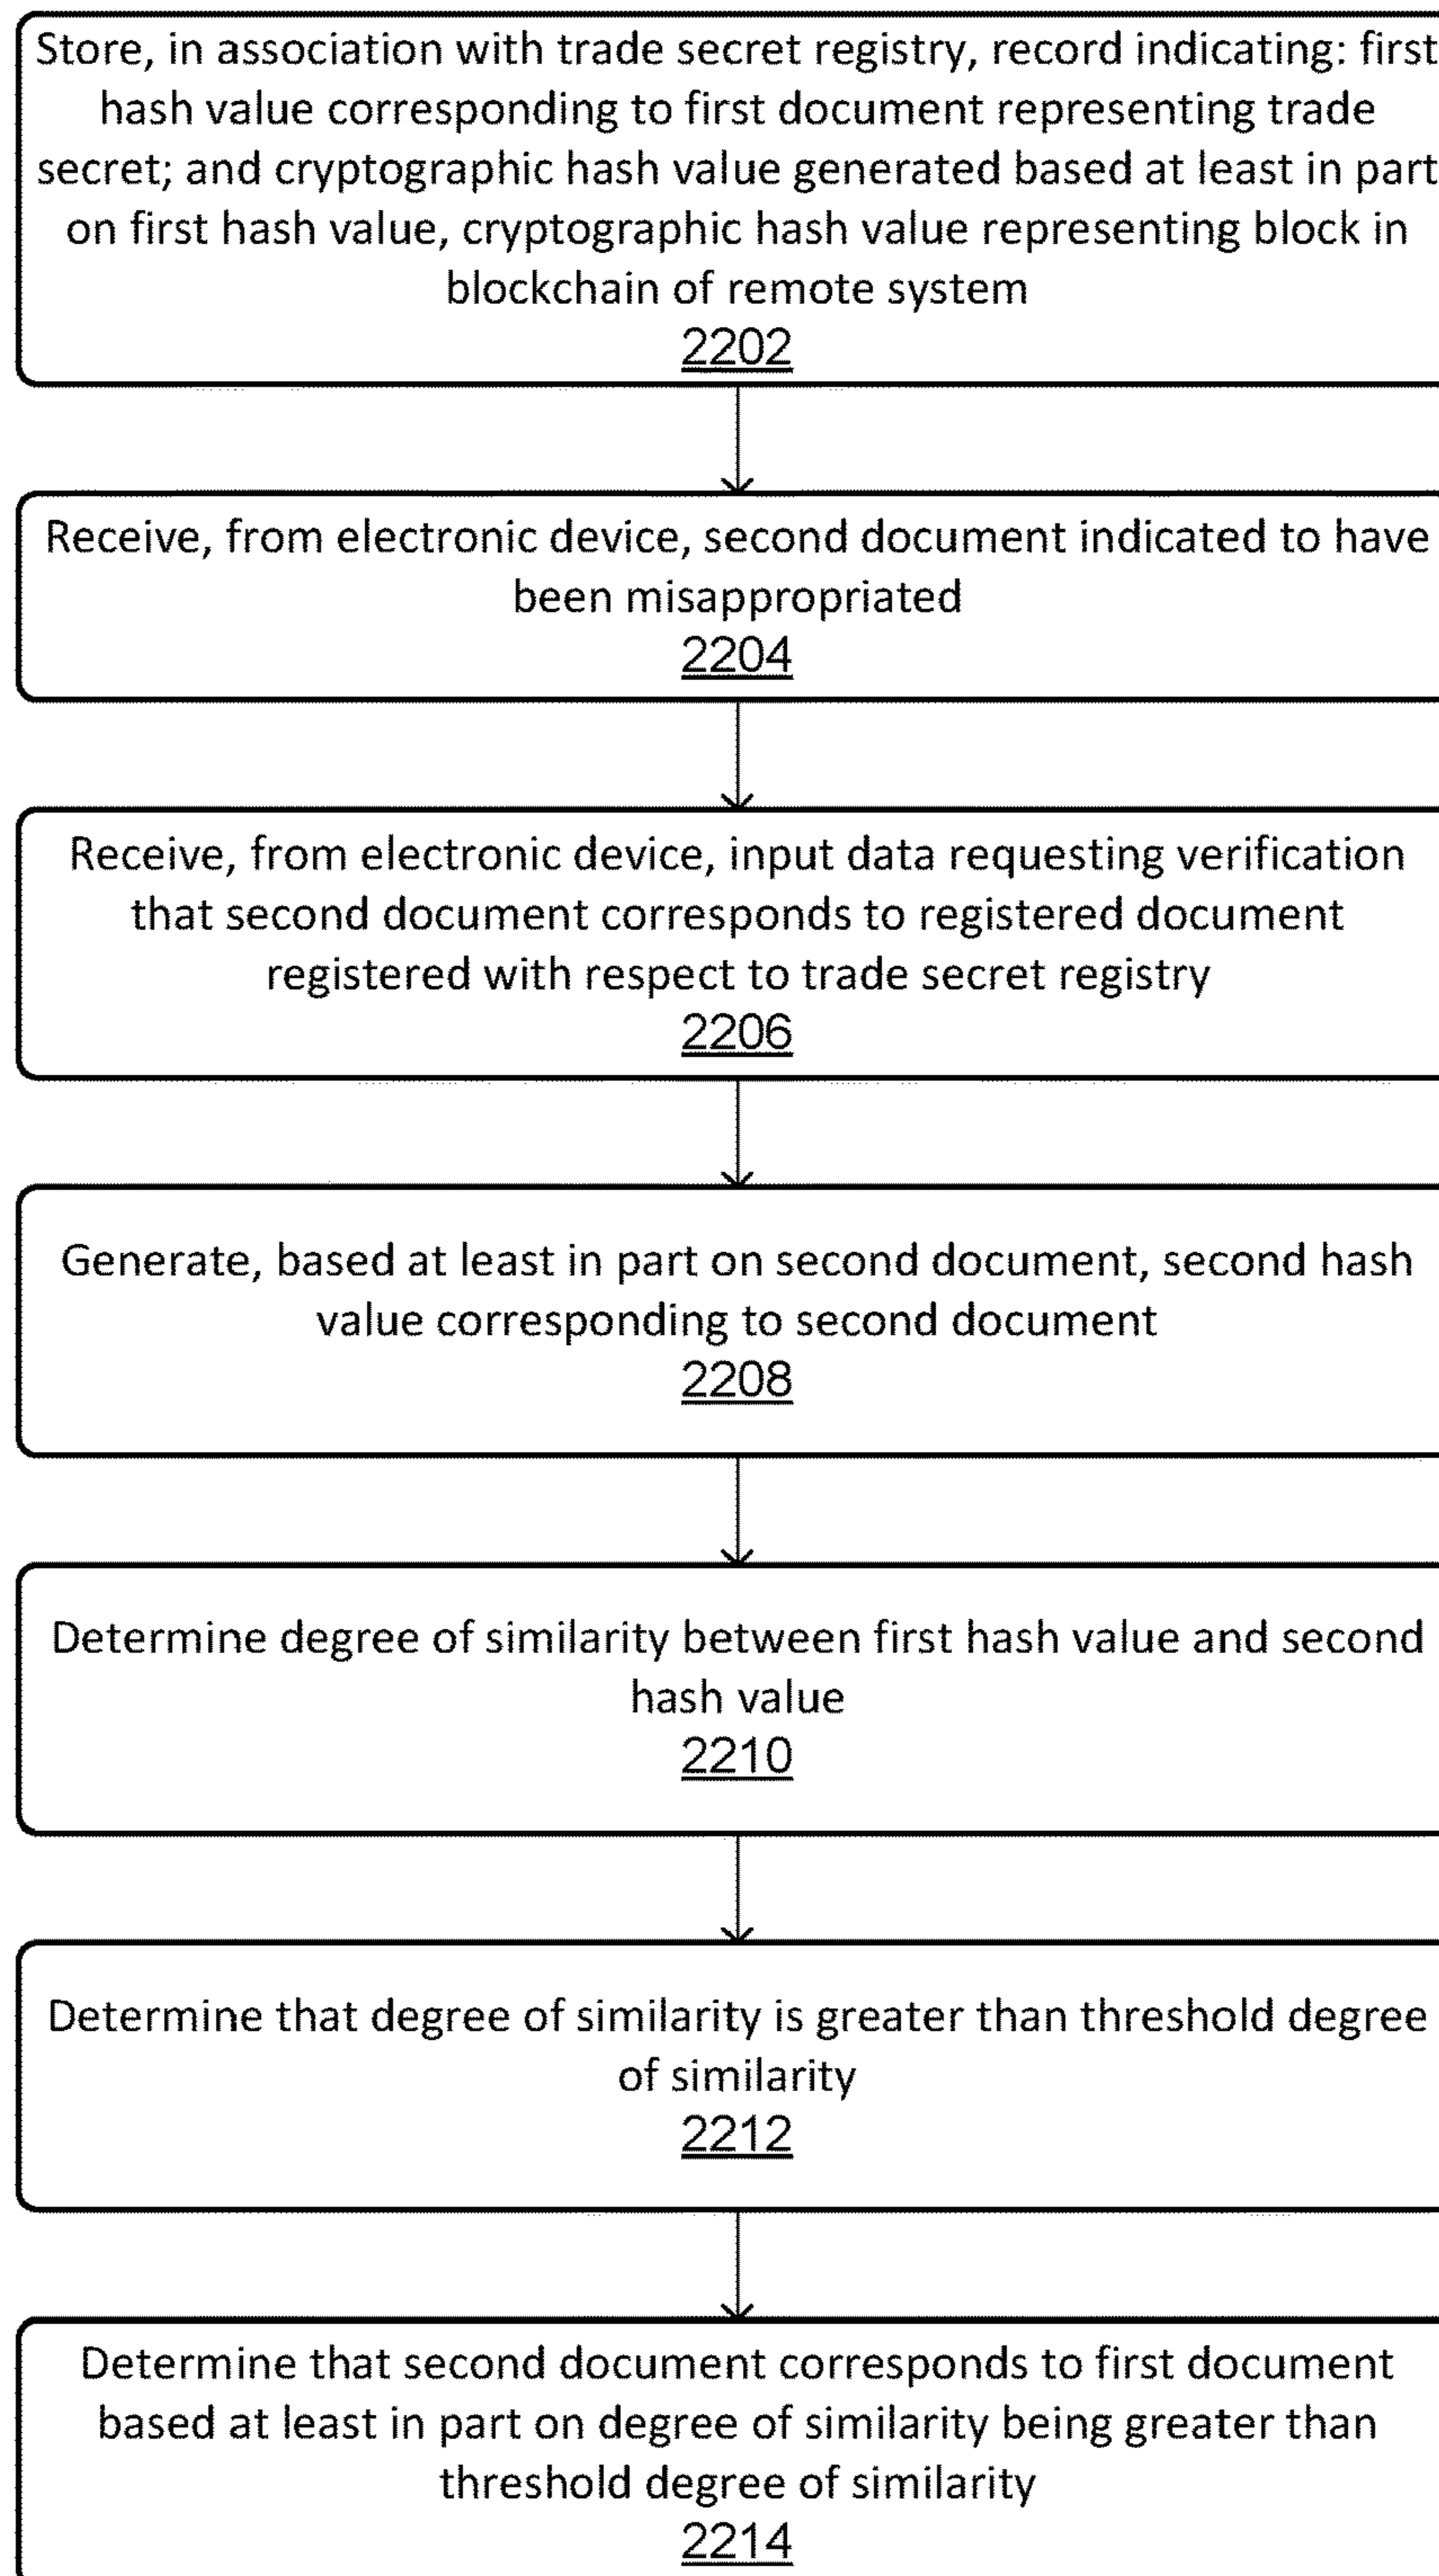 Store, in association with trade secret registry, record indicating: first
hash value corresponding to first document representing trade
secret; and cryptographic hash value generated based at least in part
on first hash value, cryptographic hash value representing block in
blockchain of remote system
2202
Receive, from electronic device, second document indicated to have
been misappropriated
2204
Receive, from electronic device, input data requesting verification
that second document corresponds to registered document
registered with respect to trade secret registry
2206
Generate, based at least in part on second document, second hash
value corresponding to second document
2208
Determine degree of similarity between first hash value and second
hash value
2210
Determine that degree of similarity is greater than threshold degree
of similarity
2212
Determine that second document corresponds to first document
based at least in part on degree of similarity being greater than
threshold degree of similarity
2214